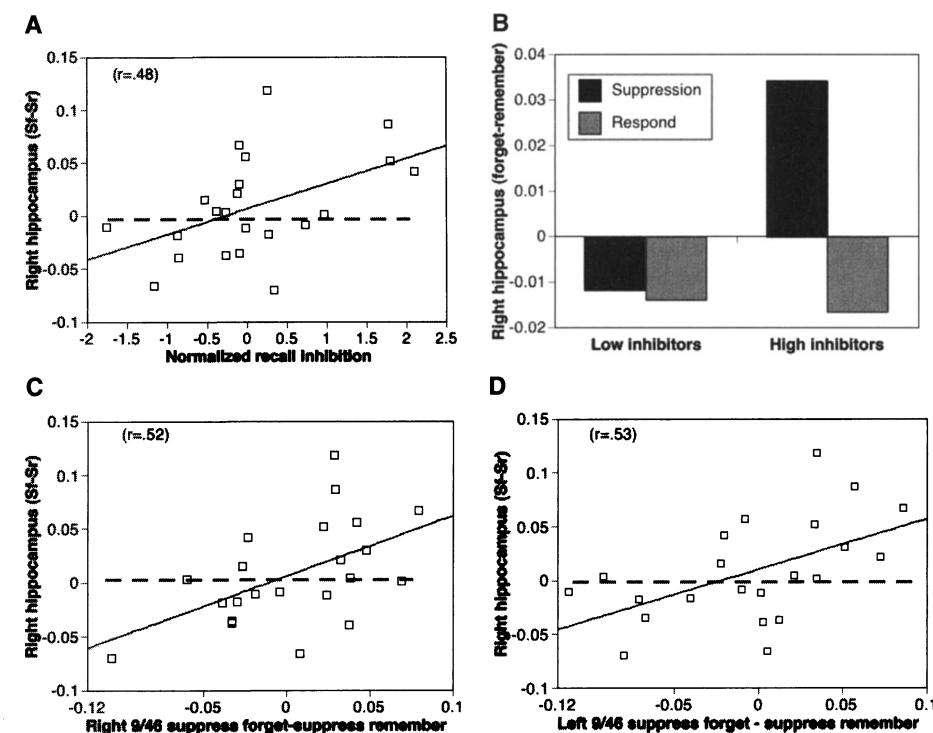 A
Right hippocampus (Sf-Sr)
(r=.48)
0.15
0.1
0.05
0
-0.05
-0.1
-2 -1.5 -1 -0.5 0 0.5 1 1.5 2 2.5
Normalized recall inhibition
B
Right hippocampus (forget-remember)
0.04
0.03
0.02
0.01
0
-0.01
-0.02
Suppression
Respond
Low inhibitors High inhibitors
C
Right hippocampus (Sf-Sr)
(r=.52)
0.15
0.1
0.05
0
-0.05
-0.1
-0.12 -0.05 0 0.05 0.1
Right 9/46 suppress forget-suppress remember
D
Right hippocampus (Sf-Sr)
(r=.53)
0.15
0.1
0.05
0
-0.05
-0.1
-0.12 -0.05 0 0.05 0.1
Left 9/46 suppress forget - suppress remember